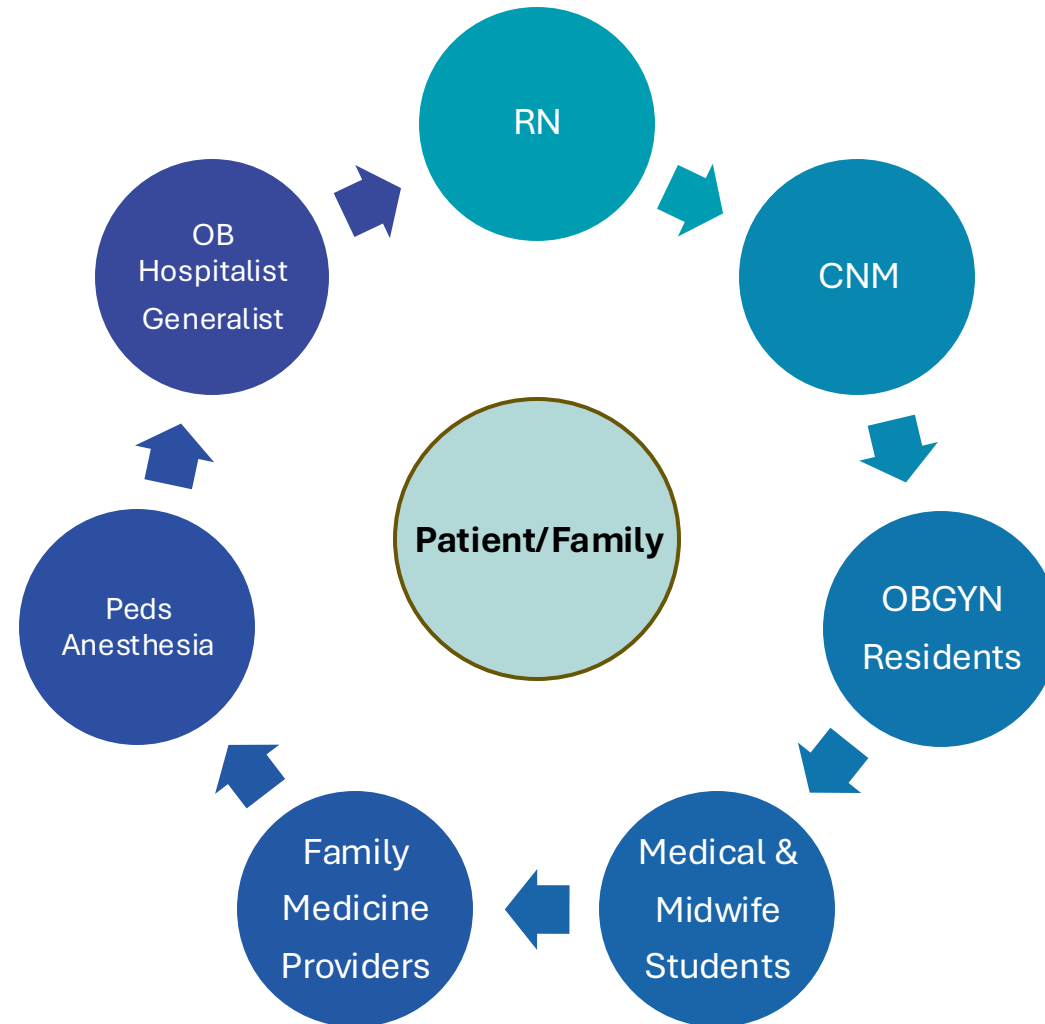 RN
CNM
OBGYN
Residents
Medical &
Midwife
Students
Family
Medicine
Providers
Peds
Anesthesia
OB
Hospitalist
Generalist
Patient/Family